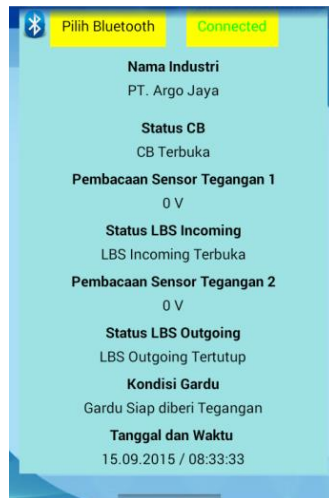 Pilih Bluetooth Connected
Nama Industri
PT. Argo Jaya
Status CB
CB Terbuka
Pembacaan Sensor Tegangan 1
0 V
Status LBS Incoming
LBS Incoming Terbuka
Pembacaan Sensor Tegangan 2
0 V
Status LBS Outgoing
LBS Outgoing Tertutup
Kondisi Gardu
Gardu Siap diberi Tegangan
Tanggal dan Waktu
15.09.2015 / 08:33:33